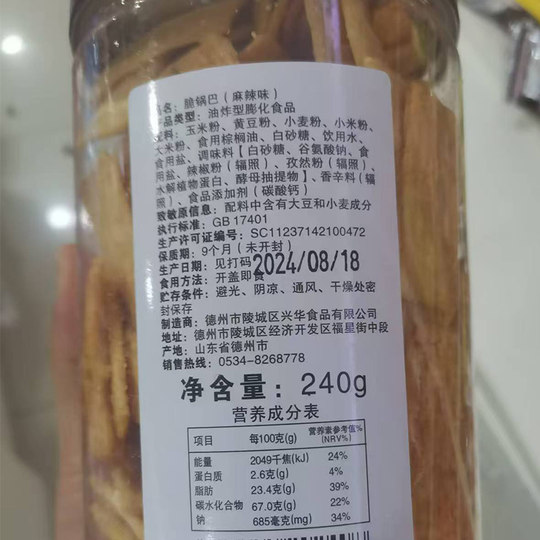 名：脆锅巴（麻辣味）
产品类型：油炸型膨化食品
料：玉米粉、黄豆粉、小麦粉、小米粉、
大米粉、食用棕榈油、白砂糖、饮用水、
食用盐、调味料【白砂糖、谷氨酸钠、食
用盐、辣椒粉（辐照）、孜然粉（辐照）、
水解植物蛋白、酵母抽提物】、香辛料（辐
照）、食品添加剂（碳酸钙）
致敏原信息：配料中含有大豆和小麦成分
执行标准：GB 17401
生产许可证编号：SC11237142100472
保质期：9个月（未开封）
生产日期：见打码 2024/08/18
食用方法：开盖即食
贮存条件：避光、阴凉、通风、干燥处密
封保存
制造商：德州市陵城区兴华食品有限公司
地址：德州市陵城区经济开发区福星街中段
产地：山东省德州市
销售热线：0534-8268778
净含量：240g
营养成分表
项目 每100克(g) 营养素参考值%(NRV%)
能量 2049千焦(kJ) 24%
蛋白质 2.6克(g) 4%
脂肪 23.4克(g) 39%
碳水化合物 67.0克(g) 22%
钠 685毫克(mg) 34%